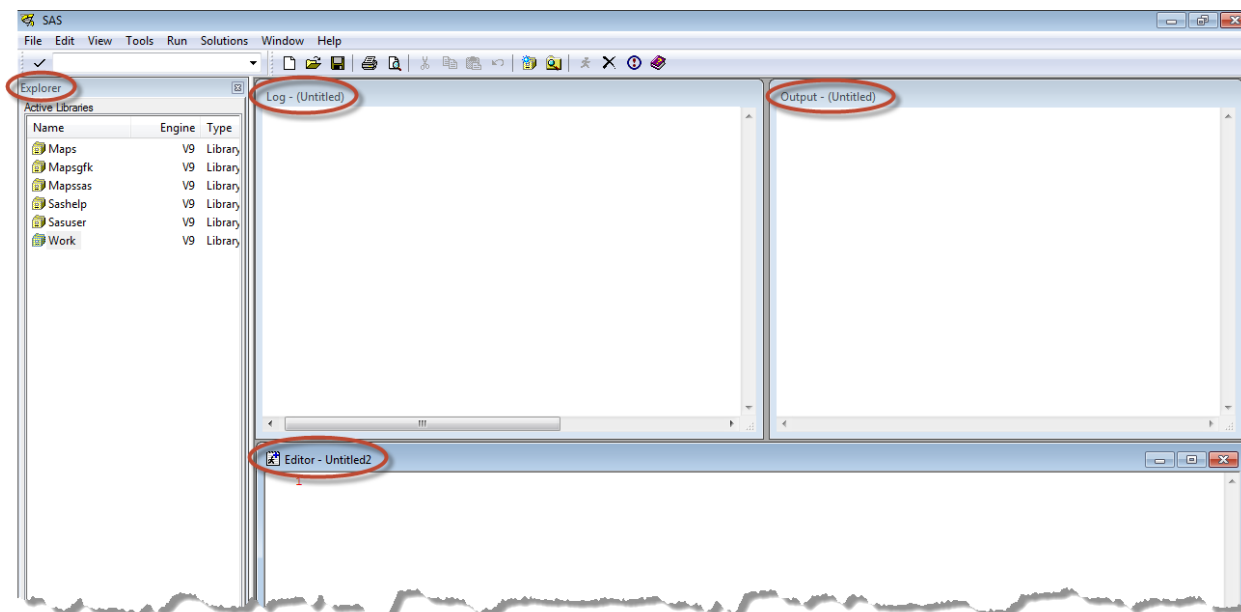 SAS
File Edit View Tools Run Solutions Window Help
Explorer
Active Libraries
Name Engine Type
Maps V9 Library
Mapsgfk V9 Library
Mapssas V9 Library
Sashelp V9 Library
Sasuser V9 Library
Work V9 Library
Log - (Untitled)
Output - (Untitled)
Editor - Untitled2
1